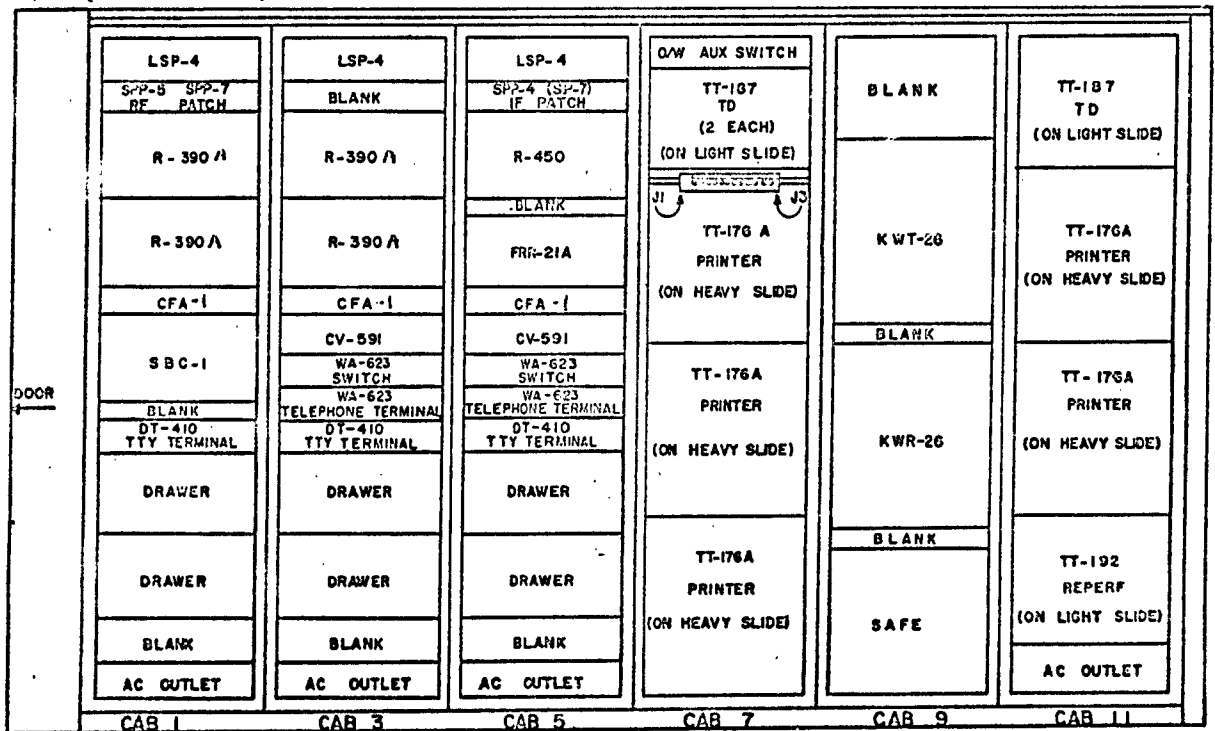 DOOR
LSP-4
SPP-7
RF PATCH
R-390/A
R-390/A
CFA-1
SBC-1
BLANK
DT-410
TTY TERMINAL
DRAWER
DRAWER
BLANK
AC OUTLET
CAB 1
LSP-4
BLANK
R-390/A
R-390/A
CFA-1
CV-591
WA-623
SWITCH
WA-623
TELEPHONE TERMINAL
DT-410
TTY TERMINAL
DRAWER
DRAWER
BLANK
AC OUTLET
CAB 3
LSP-4
SPP-4 (SP-7)
IF PATCH
R-450
BLANK
FRR-21A
CFA-1
CV-591
WA-623
SWITCH
WA-623
TELEPHONE TERMINAL
DT-410
TTY TERMINAL
DRAWER
DRAWER
BLANK
AC OUTLET
CAB 5
O/W AUX SWITCH
TT-187
TD
(2 EACH)
(ON LIGHT SLIDE)
J1 J3
TT-176 A
PRINTER
(ON HEAVY SLIDE)
TT-176A
PRINTER
(ON HEAVY SLIDE)
TT-176A
PRINTER
(ON HEAVY SLIDE)
CAB 7
BLANK
KWT-26
BLANK
KWR-26
BLANK
SAFE
CAB 9
TT-187
TD
(ON LIGHT SLIDE)
TT-176A
PRINTER
(ON HEAVY SLIDE)
TT-176A
PRINTER
(ON HEAVY SLIDE)
TT-192
REPERF
(ON LIGHT SLIDE)
AC OUTLET
CAB 11